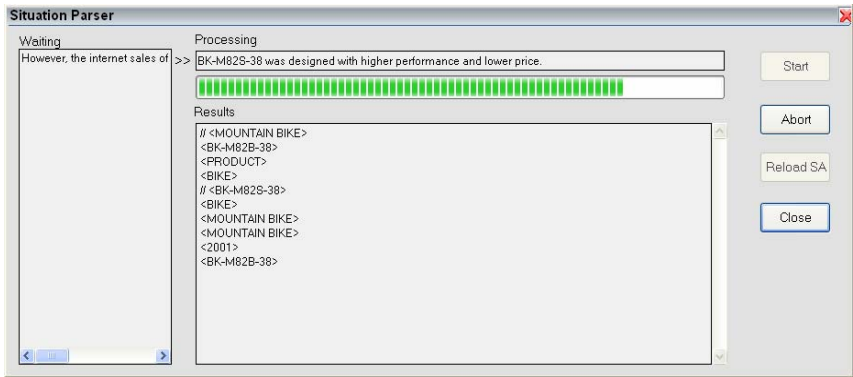 Situation Parser
Waiting
However, the internet sales of
>>
Processing
BK-M82S-38 was designed with higher performance and lower price.
Results
// <MOUNTAIN BIKE>
<BK-M82B-38>
<PRODUCT>
<BIKE>
// <BK-M82S-38>
<BIKE>
<MOUNTAIN BIKE>
<MOUNTAIN BIKE>
<2001>
<BK-M82B-38>
Start
Abort
Reload SA
Close